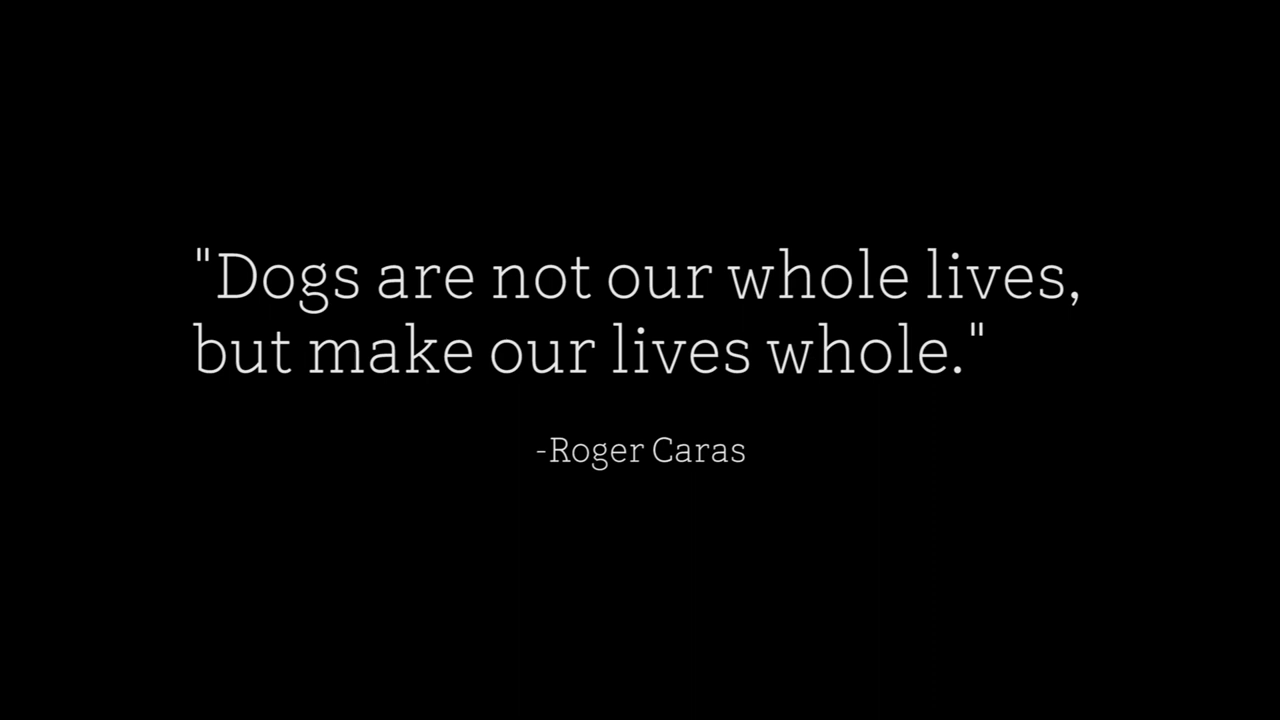 "Dogs are not our whole lives,
but make our lives whole."
-Roger Caras